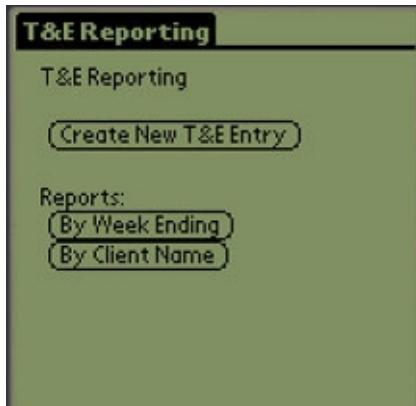 T&E Reporting
T&E Reporting
Create New T&E Entry
Reports:
By Week Ending
By Client Name